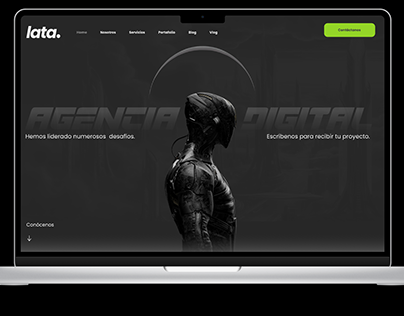 lata.
Home Nosotros Servicios Portafolio Blog Vlog
Contáctanos
AGENCIA DIGITAL
Hemos liderado numerosos desafíos.
Escríbenos para recibir tu proyecto.
Conócenos